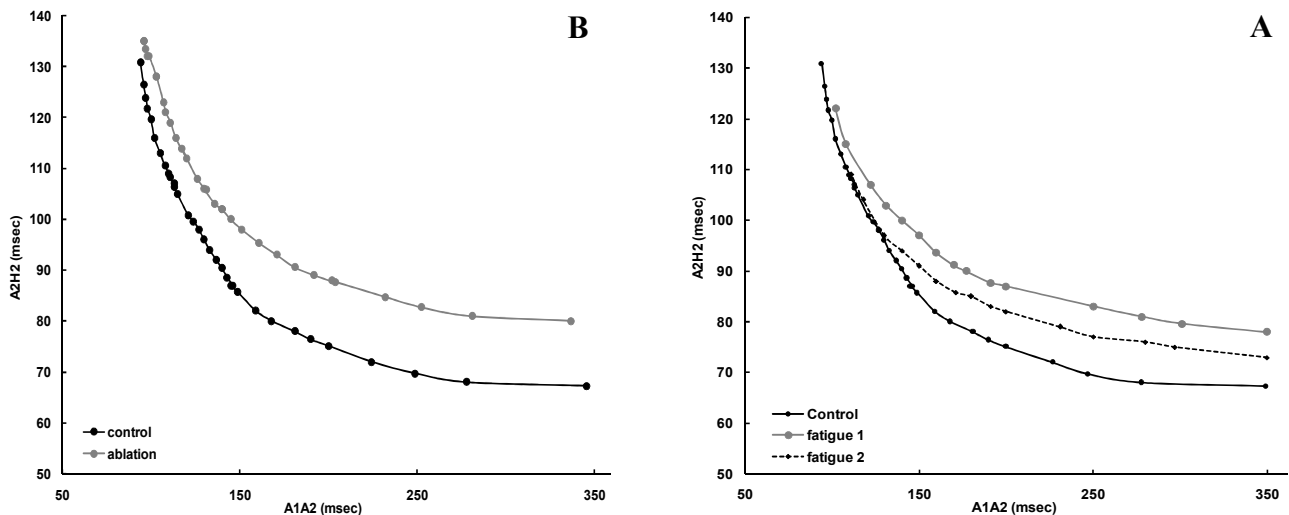 B
140
130
120
110
100
90
80
70
60
50
A2H2 (msec)
control
ablation
50
150
250
350
A1A2 (msec)
A
140
130
120
110
100
90
80
70
60
50
A2H2 (msec)
Control
fatigue 1
fatigue 2
50
150
250
350
A1A2 (msec)